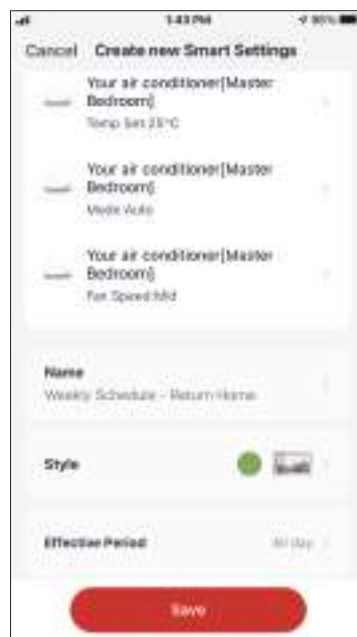 1:43 PM
Cancel Create new Smart Settings
Your air conditioner[Master
Bedroom]
Temp Set:25°C
Your air conditioner[Master
Bedroom]
Mode:Auto
Your air conditioner[Master
Bedroom]
Fan Speed:Mid
Name
Weekly Schedule - Return Home
Style
Effective Period All day
Save